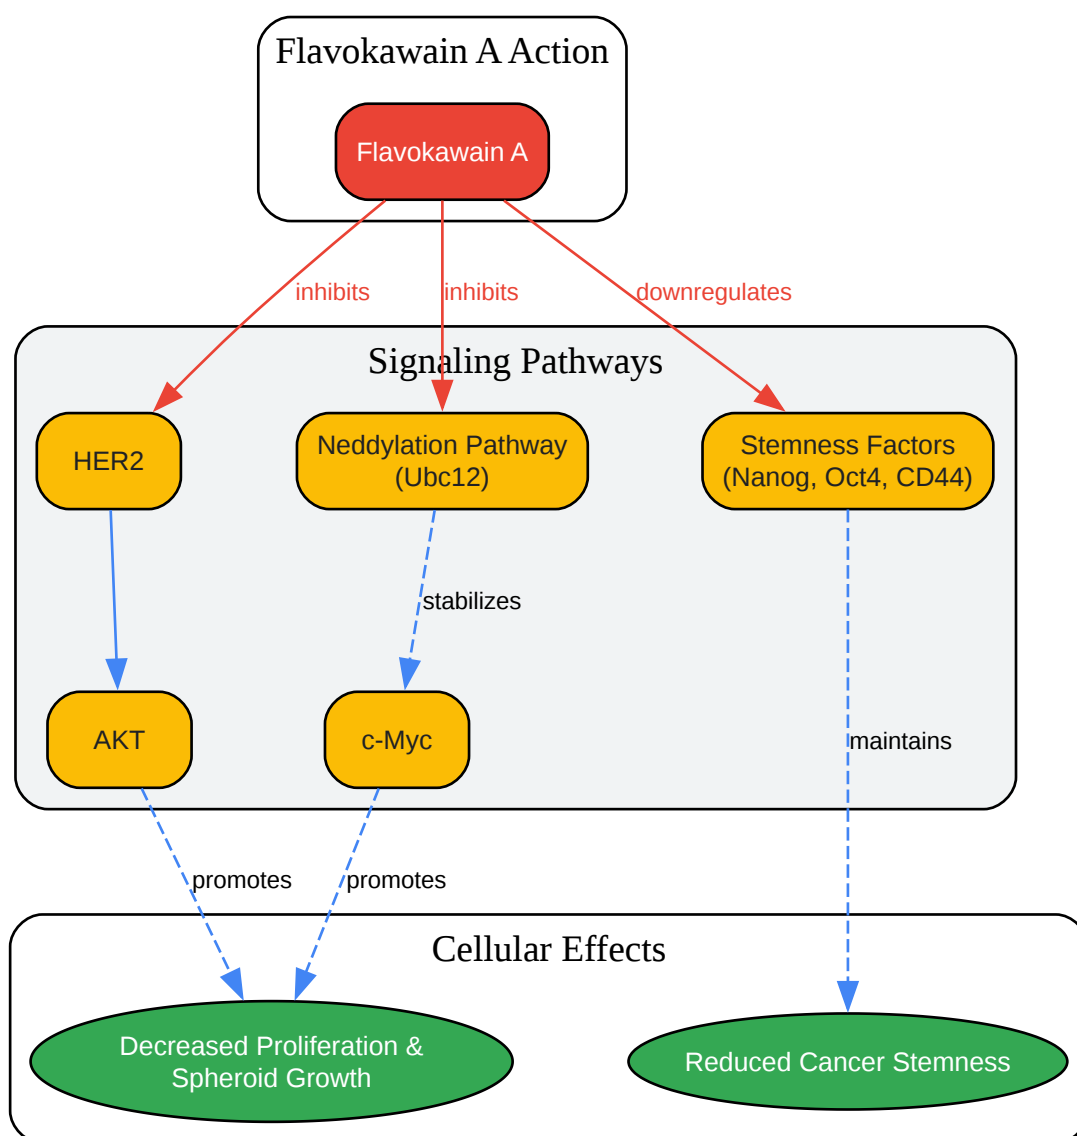 Flavokawain A Action
Flavokawain A
inhibits
inhibits
downregulates
Signaling Pathways
HER2
Neddylation Pathway
(Ubc12)
Stemness Factors
(Nanog, Oct4, CD44)
stabilizes
AKT
c-Myc
maintains
promotes
promotes
Cellular Effects
Decreased Proliferation &
Spheroid Growth
Reduced Cancer Stemness